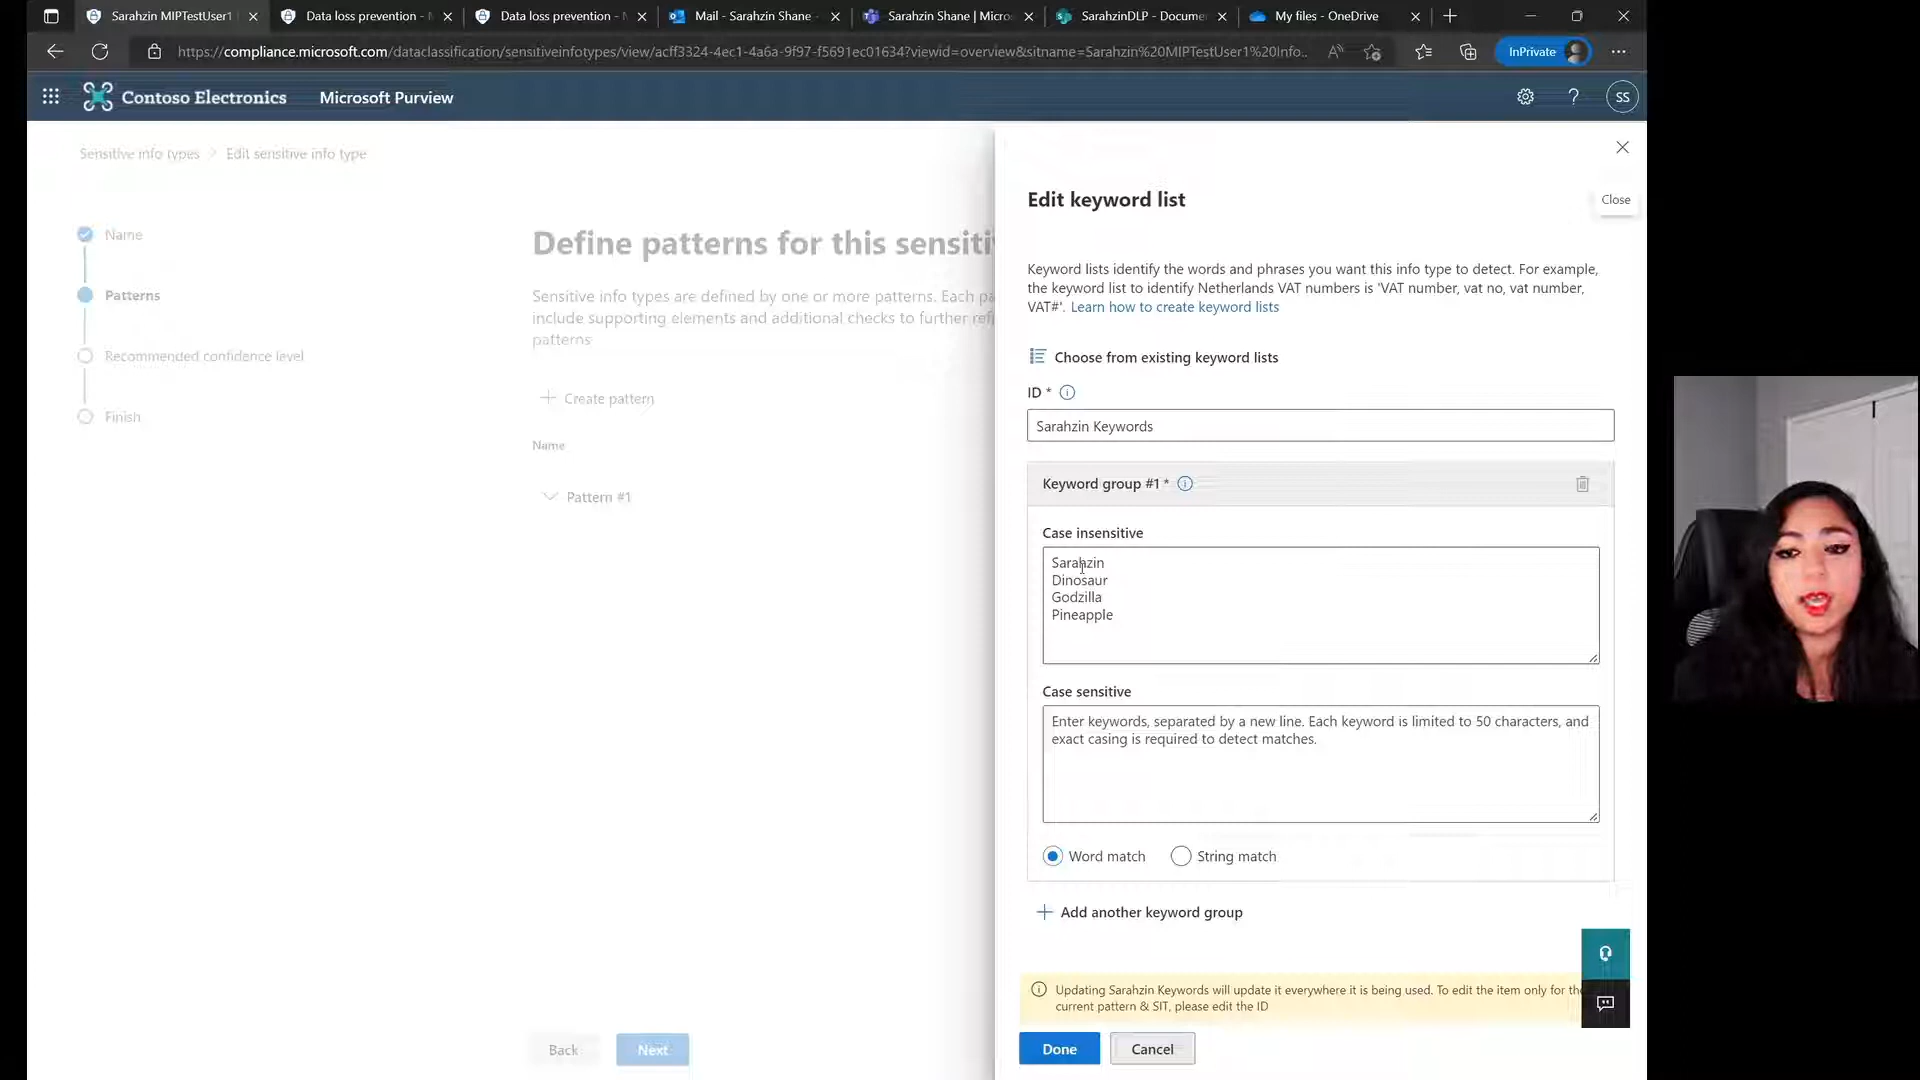 Sarahzin MIPTestUser1
Data loss prevention -
Data loss prevention -
Mail - Sarahzin Shane -
Sarahzin Shane | Micro
SarahzinDLP - Docume
My files - OneDrive
https://compliance.microsoft.com/dataclassification/sensitiveinfotypes/view/acff3324-4ec1-4a6a-9f97-f5691ec01634?viewid=overview&sitname=Sarahzin%20MIPTestUser1%20Info...
InPrivate
Contoso Electronics
Microsoft Purview
SS
Sensitive info types > Edit sensitive info type
Name
Patterns
Recommended confidence level
Finish
Define patterns for this sensiti
Sensitive info types are defined by one or more patterns. Each pa
include supporting elements and additional checks to further ref
patterns
Create pattern
Name
Pattern #1
Back
Next
Edit keyword list
Close
Keyword lists identify the words and phrases you want this info type to detect. For example,
the keyword list to identify Netherlands VAT numbers is 'VAT number, vat no, vat number,
VAT#'. Learn how to create keyword lists
Choose from existing keyword lists
ID *
Sarahzin Keywords
Keyword group #1 *
Case insensitive
Sarahzin
Dinosaur
Godzilla
Pineapple
Case sensitive
Enter keywords, separated by a new line. Each keyword is limited to 50 characters, and
exact casing is required to detect matches.
Word match
String match
Add another keyword group
Updating Sarahzin Keywords will update it everywhere it is being used. To edit the item only for the
current pattern & SIT, please edit the ID
Done
Cancel